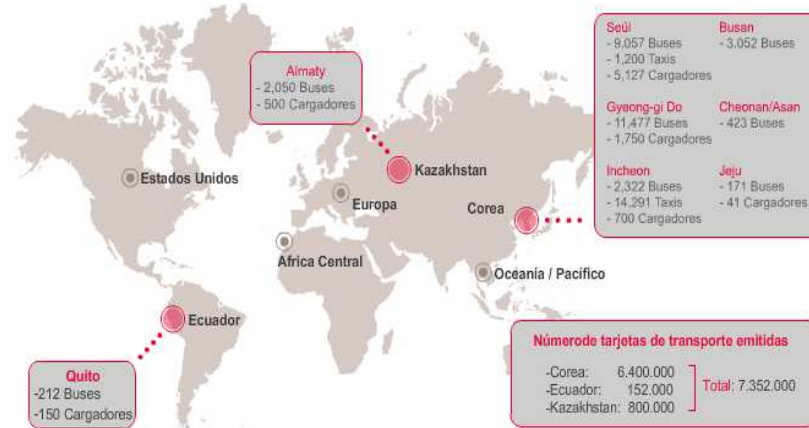 Almaty
- 2,050 Buses
- 500 Cargadores
Seúl
- 9,057 Buses
- 1,200 Taxis
- 5,127 Cargadores
Busan
- 3.052 Buses
Gyeong-gi Do
- 11,477 Buses
- 1,750 Cargadores
Cheonan/Asan
- 423 Buses
Incheon
- 2,322 Buses
- 14,291 Taxis
- 700 Cargadores
Jeju
- 171 Buses
- 41 Cargadores
Estados Unidos
Kazakhstan
Europa
Corea
Africa Central
Oceanía / Pacífico
Ecuador
Quito
-212 Buses
-150 Cargadores
Númerode tarjetas de transporte emitidas
-Corea: 6.400.000
-Ecuador: 152.000
-Kazakhstan: 800.000
Total: 7.352.000